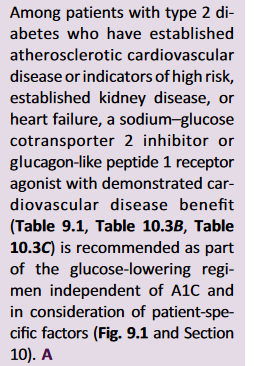 Among patients with type 2 di-
abetes who have established
atherosclerotic cardiovascular
disease or indicators of high risk,
established kidney disease, or
heart failure, a sodium–glucose
cotransporter 2 inhibitor or
glucagon-like peptide 1 receptor
agonist with demonstrated car-
diovascular disease benefit
(Table 9.1, Table 10.3B, Table
10.3C) is recommended as part
of the glucose-lowering regi-
men independent of A1C and
in consideration of patient-spe-
cific factors (Fig. 9.1 and Section
10). A